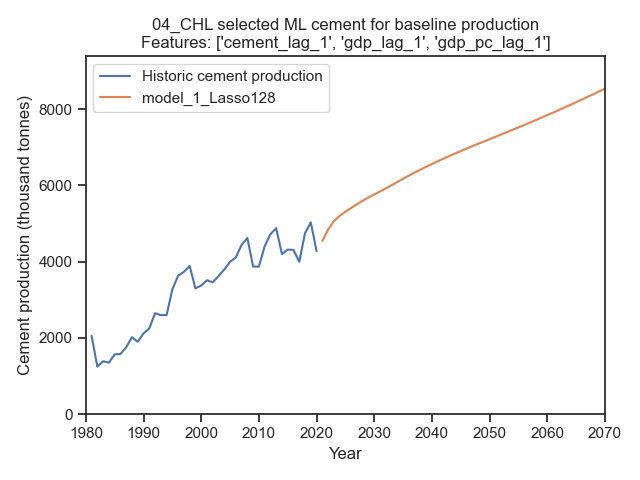 04_CHL selected ML cement for baseline production
Features: ['cement_lag_1', 'gdp_lag_1', 'gdp_pc_lag_1']
Historic cement production
model_1_Lasso128
Cement production (thousand tonnes)
8000
6000
4000
2000
0
1980 1990 2000 2010 2020 2030 2040 2050 2060 2070
Year